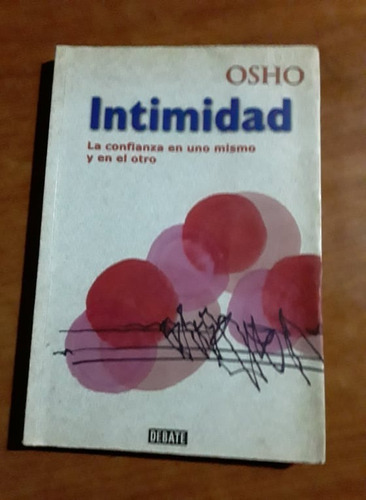 OSHO
Intimidad
La confianza en uno mismo
y en el otro
DEBATE